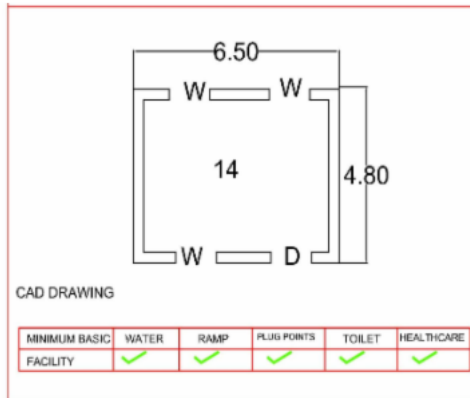 6.50
W W
14
4.80
W D
CAD DRAWING
MINIMUM BASIC FACILITY WATER RAMP PLUG POINTS TOILET HEALTHCARE